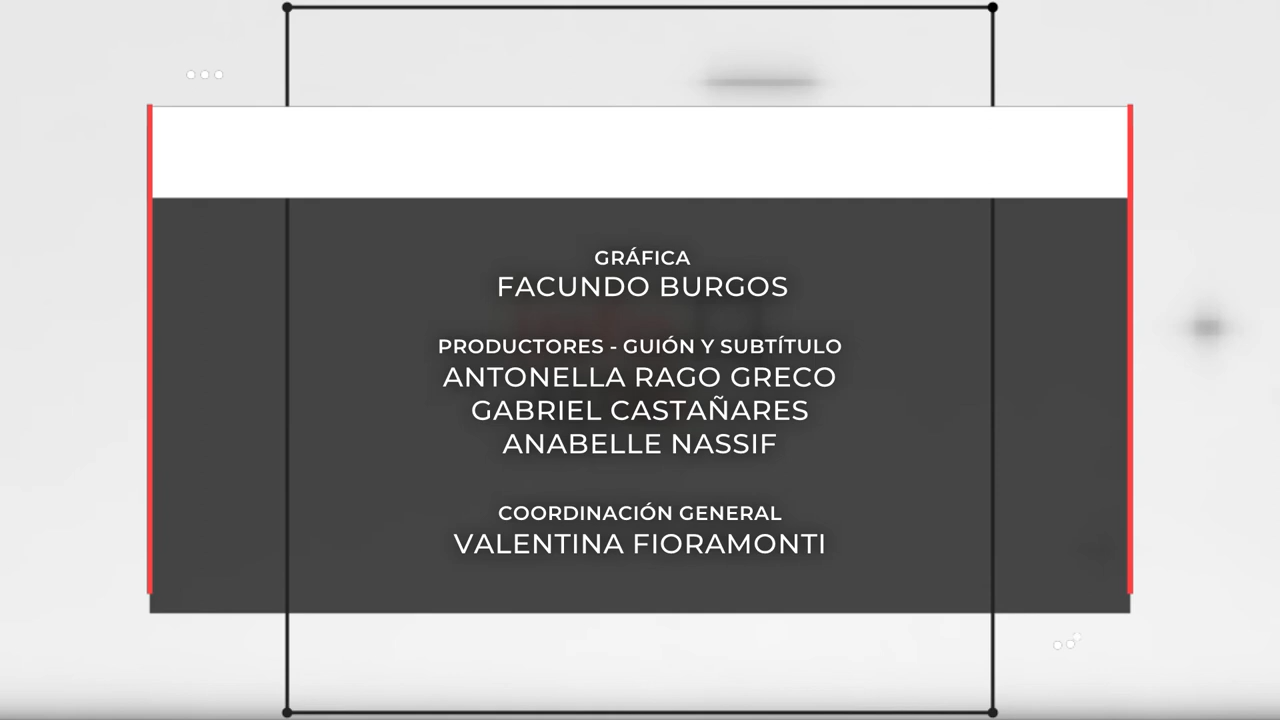 GRÁFICA
FACUNDO BURGOS
PRODUCTORES - GUIÓN Y SUBTÍTULO
ANTONELLA RAGO GRECO
GABRIEL CASTAÑARES
ANABELLE NASSIF
COORDINACIÓN GENERAL
VALENTINA FIORAMONTI